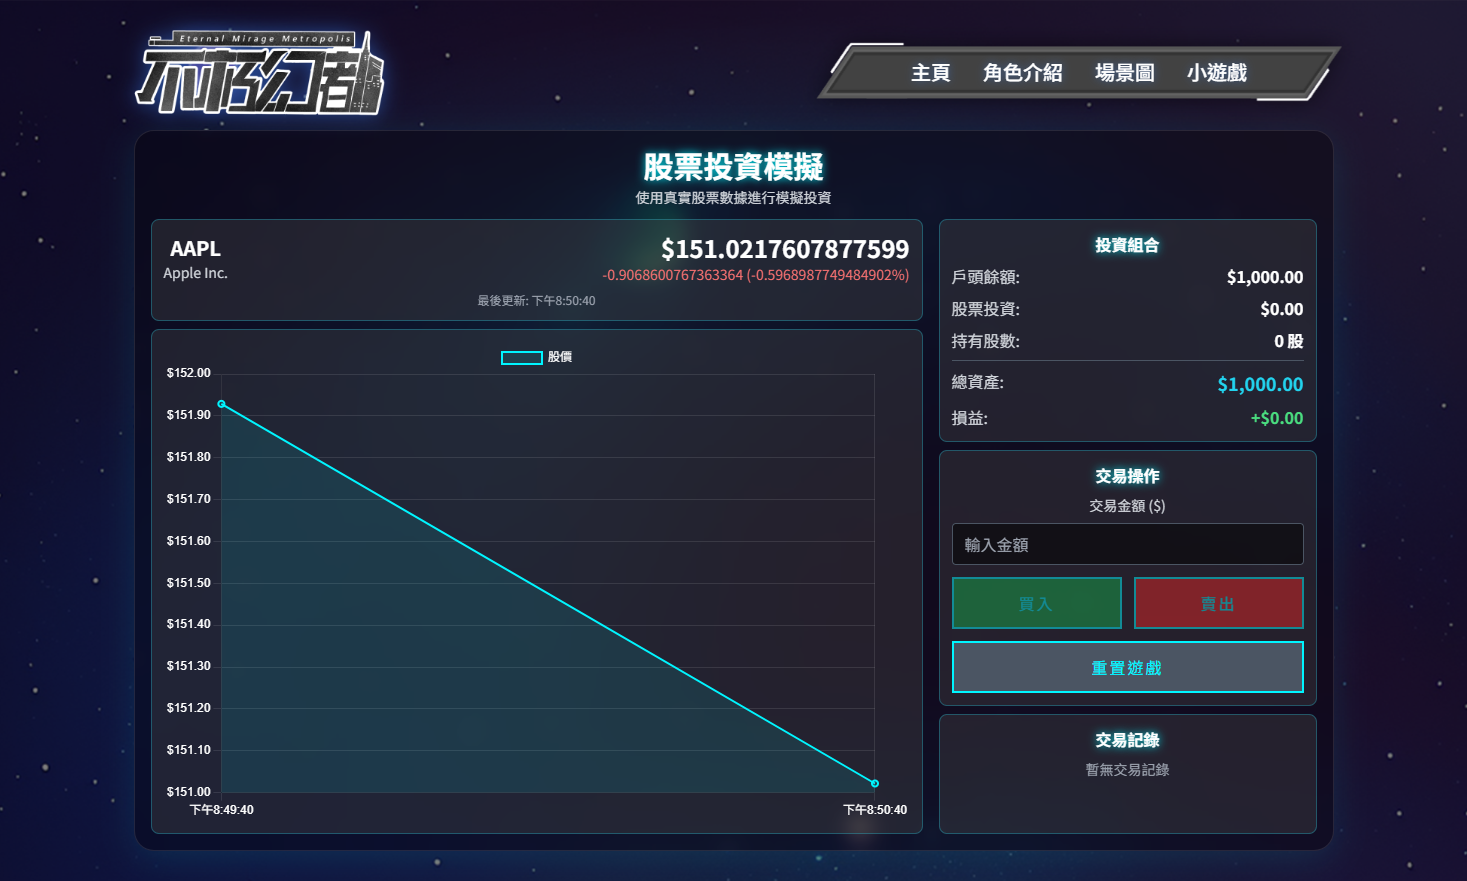 Eternal Mirage Metropolis
不朽幻都
主頁 角色介紹 場景圖 小遊戲
股票投資模擬
使用真實股票數據進行模擬投資
AAPL
$151.0217607877599
Apple Inc.
-0.9068600767363364 (-0.5968987749484902%)
最後更新: 下午8:50:40
股價
$152.00
$151.90
$151.80
$151.70
$151.60
$151.50
$151.40
$151.30
$151.20
$151.10
$151.00
下午8:49:40
下午8:50:40
投資組合
戶頭餘額: $1,000.00
股票投資: $0.00
持有股數: 0 股
總資產: $1,000.00
損益: +$0.00
交易操作
交易金額 ($)
輸入金額
買入 賣出
重置遊戲
交易記錄
暫無交易記錄